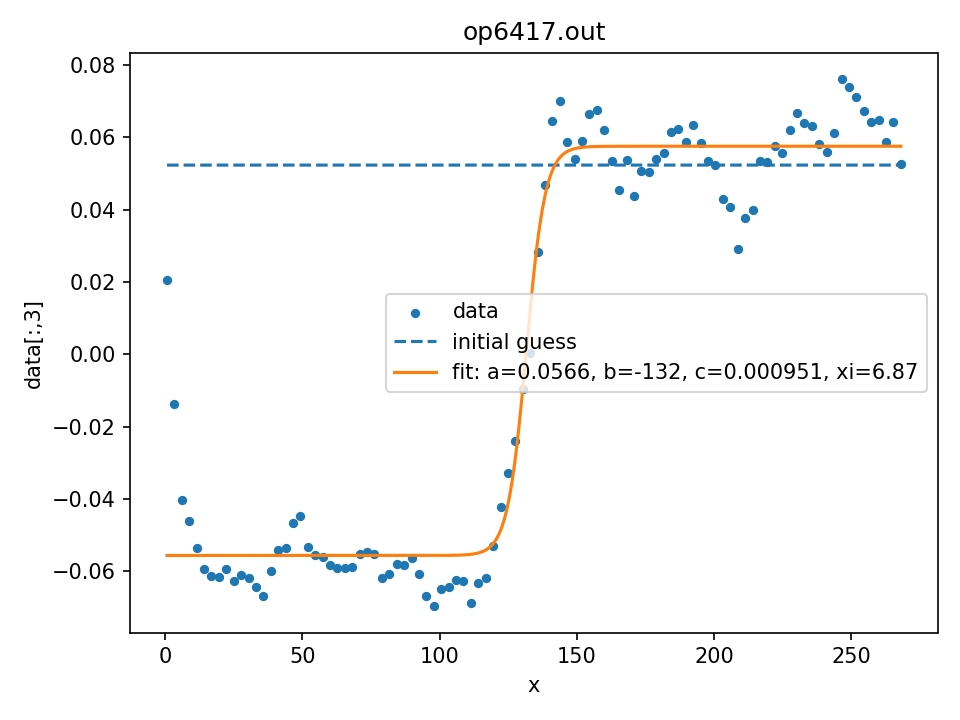 op6417.out
0.08
0.06
0.04
0.02
0.00
−0.02
−0.04
−0.06
data[:,3]
data
initial guess
fit: a=0.0566, b=-132, c=0.000951, xi=6.87
0 50 100 150 200 250
x